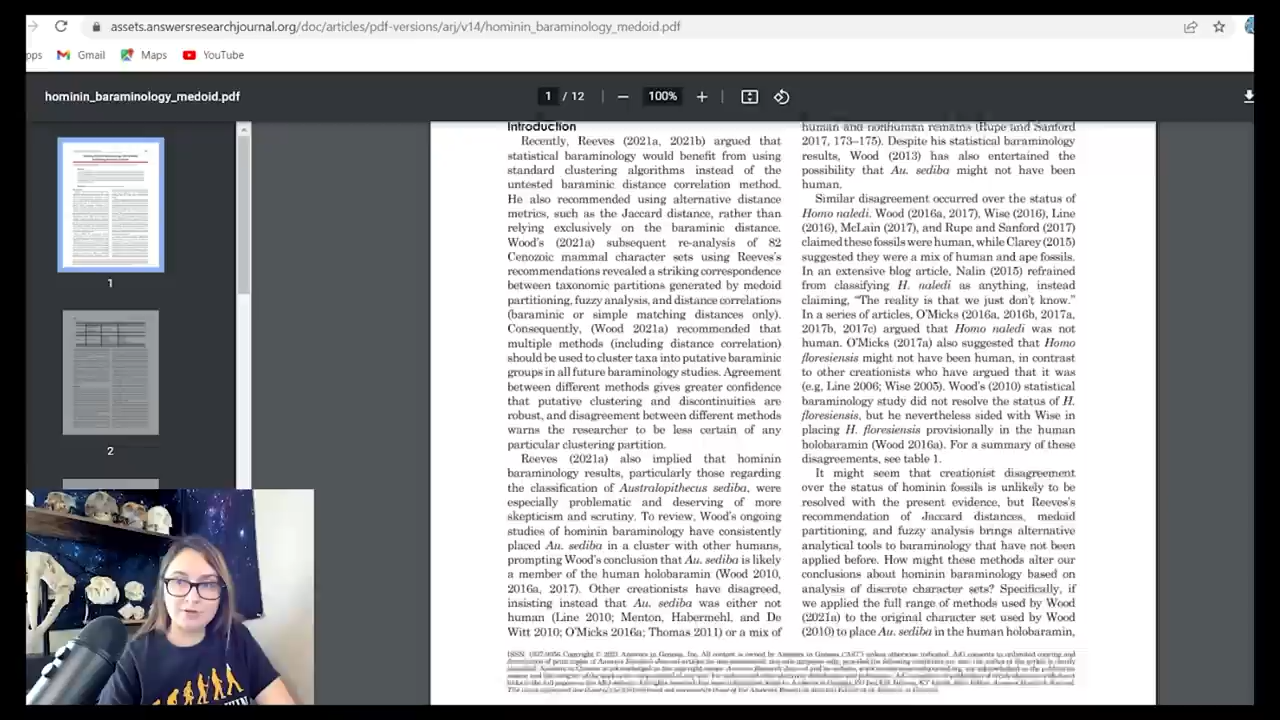 assets.answersresearchjournal.org/doc/articles/pdf-versions/arj/v14/hominin_baraminology_medoid.pdf
pps Gmail Maps YouTube
hominin_baraminology_medoid.pdf 1 / 12 100%
1
2
Introduction
Recently, Reeves (2021a, 2021b) argued that
statistical baraminology would benefit from using
standard clustering algorithms instead of the
untested baraminic distance correlation method.
He also recommended using alternative distance
metrics, such as the Jaccard distance, rather than
relying exclusively on the baraminic distance.
Wood's (2021a) subsequent re-analysis of 82
Cenozoic mammal character sets using Reeves's
recommendations revealed a striking correspondence
between taxonomic partitions generated by medoid
partitioning, fuzzy analysis, and distance correlations
(baraminic or simple matching distances only).
Consequently, (Wood 2021a) recommended that
multiple methods (including distance correlation)
should be used to cluster taxa into putative baraminic
groups in all future baraminology studies. Agreement
between different methods gives greater confidence
that putative clustering and discontinuities are
robust, and disagreement between different methods
warns the researcher to be less certain of any
particular clustering partition.
Reeves (2021a) also implied that hominin
baraminology results, particularly those regarding
the classification of Australopithecus sediba, were
especially problematic and deserving of more
skepticism and scrutiny. To review, Wood's ongoing
studies of hominin baraminology have consistently
placed Au. sediba in a cluster with other humans,
prompting Wood's conclusion that Au. sediba is likely
a member of the human holobaramin (Wood 2010,
2016a, 2017). Other creationists have disagreed,
insisting instead that Au. sediba was either not
human (Line 2010; Menton, Habermehl, and De
Witt 2010; O'Micks 2016a; Thomas 2011) or a mix of
human and nonhuman remains (Rupe and Sanford
2017, 173–175). Despite his statistical baraminology
results, Wood (2013) has also entertained the
possibility that Au. sediba might not have been
human.
Similar disagreement occurred over the status of
Homo naledi. Wood (2016a, 2017), Wise (2016), Line
(2016), McLain (2017), and Rupe and Sanford (2017)
claimed these fossils were human, while Clarey (2015)
suggested they were a mix of human and ape fossils.
In an extensive blog article, Nalin (2015) refrained
from classifying H. naledi as anything, instead
claiming, "The reality is that we just don't know."
In a series of articles, O'Micks (2016a, 2016b, 2017a,
2017b, 2017c) argued that Homo naledi was not
human. O'Micks (2017a) also suggested that Homo
floresiensis might not have been human, in contrast
to other creationists who have argued that it was
(e.g, Line 2006; Wise 2005). Wood's (2010) statistical
baraminology study did not resolve the status of H.
floresiensis, but he nevertheless sided with Wise in
placing H. floresiensis provisionally in the human
holobaramin (Wood 2016a). For a summary of these
disagreements, see table 1.
It might seem that creationist disagreement
over the status of hominin fossils is unlikely to be
resolved with the present evidence, but Reeves's
recommendation of Jaccard distances, medoid
partitioning, and fuzzy analysis brings alternative
analytical tools to baraminology that have not been
applied before. How might these methods alter our
conclusions about hominin baraminology based on
analysis of discrete character sets? Specifically, if
we applied the full range of methods used by Wood
(2021a) to the original character set used by Wood
(2010) to place Au. sediba in the human holobaramin,